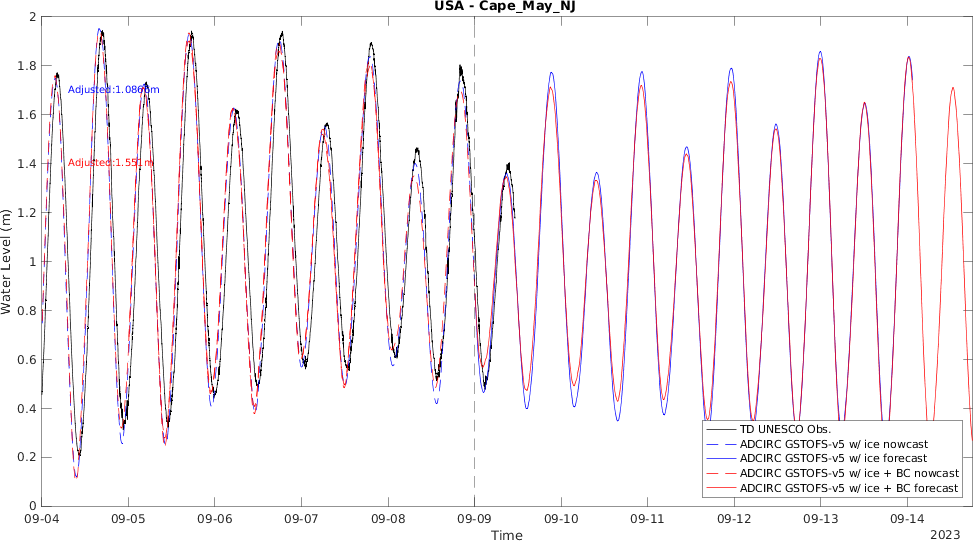 USA - Cape_May_NJ
2
1.8
1.6
1.4
1.2
1
0.8
0.6
0.4
0.2
0
Water Level (m)
Adjusted:1.0866m
Adjusted:1.551m
TD UNESCO Obs.
ADCIRC GSTOFS-v5 w/ ice nowcast
ADCIRC GSTOFS-v5 w/ ice forecast
ADCIRC GSTOFS-v5 w/ ice + BC nowcast
ADCIRC GSTOFS-v5 w/ ice + BC forecast
09-04 09-05 09-06 09-07 09-08 09-09 09-10 09-11 09-12 09-13 09-14
Time
2023